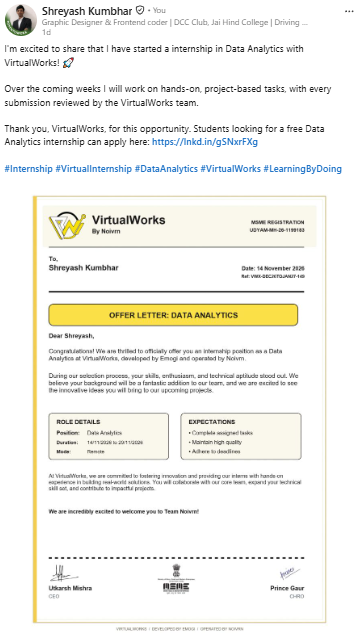 Shreyash Kumbhar • You
Graphic Designer & Frontend coder | DCC Club, Jai Hind College | Driving ...
1d
I'm excited to share that I have started a internship in Data Analytics with
VirtualWorks! 🚀
Over the coming weeks I will work on hands-on, project-based tasks, with every
submission reviewed by the VirtualWorks team.
Thank you, VirtualWorks, for this opportunity. Students looking for a free Data
Analytics internship can apply here: https://lnkd.in/gSNxrFXg
#Internship #VirtualInternship #DataAnalytics #VirtualWorks #LearningByDoing
VirtualWorks
By Noivrn
MSME REGISTRATION
To,
Shreyash Kumbhar
Date: 14 November 2026
OFFER LETTER: DATA ANALYTICS
Dear Shreyash,
Congratulations! We are thrilled to officially offer you an internship position as a Data
Analytics at VirtualWorks, developed by Emogi and operated by Noivrn.
During our selection process, your skills, enthusiasm, and technical aptitude stood out. We
believe your background will be a fantastic addition to our team, and we are excited to see
the innovative ideas you will bring to our upcoming projects.
ROLE DETAILS
Position: Data Analytics
Duration:
Mode: Remote
EXPECTATIONS
• Complete assigned tasks
• Maintain high quality
• Adhere to deadlines
At VirtualWorks, we are committed to fostering innovation and providing our interns with hands-on
experience in building real-world solutions. You will collaborate with our core team, expand your technical
skill set, and contribute to impactful projects.
We are incredibly excited to welcome you to Team Noivrn!
Utkarsh Mishra
CEO
MSME
Prince Gaur
CHRO
VIRTUALWORKS | DEVELOPED BY EMOGI | OPERATED BY NOIVRN